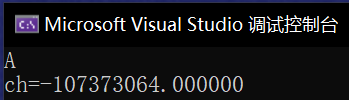 C:\
Microsoft Visual Studio 调试控制台
A
ch=-107373064.000000